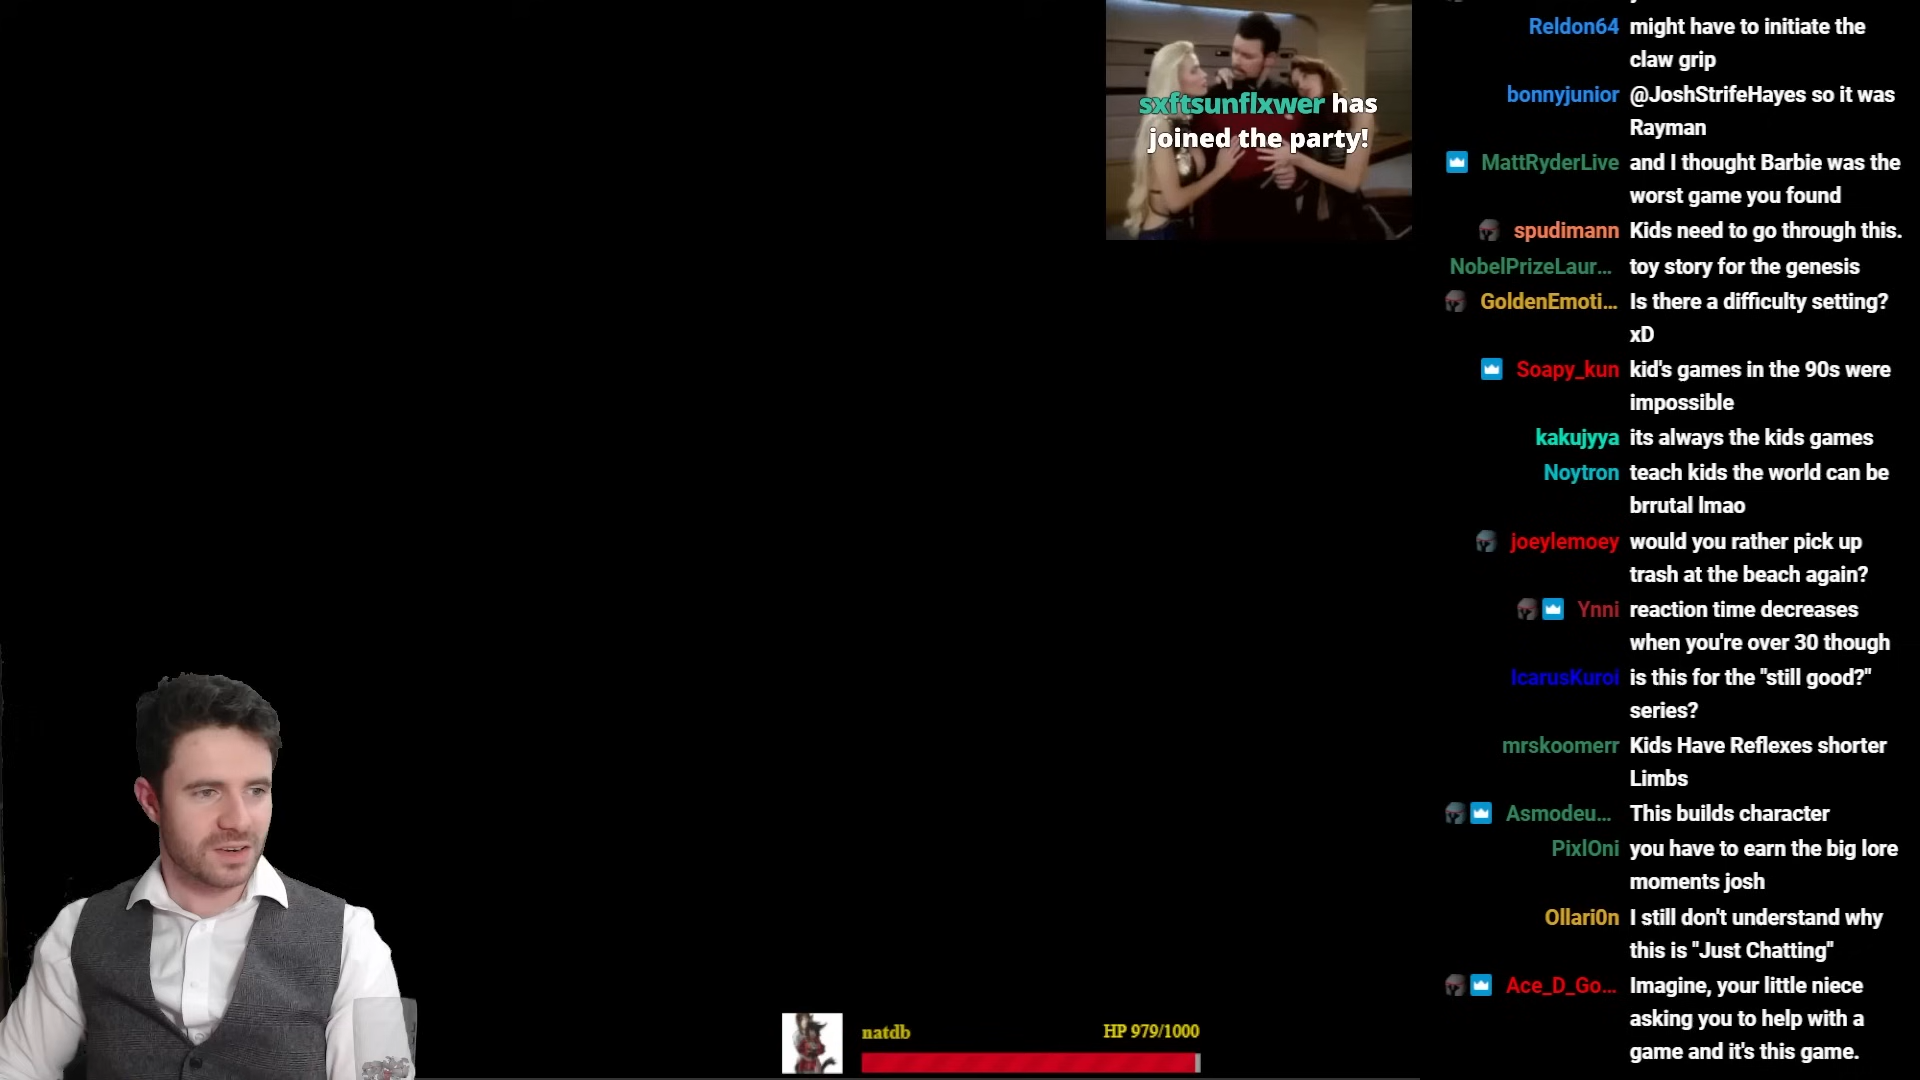 sxftsunflxwer has
joined the party!
Reldon64 might have to initiate the
claw grip
bonnyjunior @JoshStrifeHayes so it was
Rayman
MattRyderLive and I thought Barbie was the
worst game you found
spudimann Kids need to go through this.
NobelPrizeLaur... toy story for the genesis
GoldenEmoti... Is there a difficulty setting?
xD
Soapy_kun kid's games in the 90s were
impossible
kakujyya its always the kids games
Noytron teach kids the world can be
brrutal lmao
joeylemoey would you rather pick up
trash at the beach again?
Ynni reaction time decreases
when you're over 30 though
IcarusKuroi is this for the "still good?"
series?
mrskoomerr Kids Have Reflexes shorter
Limbs
Asmodeu... This builds character
PixlOni you have to earn the big lore
moments josh
Ollari0n I still don't understand why
this is "Just Chatting"
Ace_D_Go... Imagine, your little niece
asking you to help with a
game and it's this game.
natdb HP 979/1000